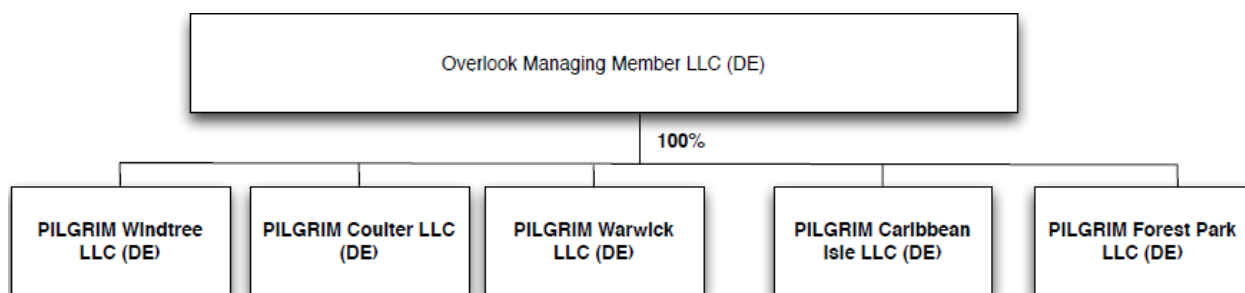 Overlook Managing Member LLC (DE)
100%
PILGRIM Windtree
LLC (DE)
PILGRIM Coulter LLC
(DE)
PILGRIM Warwick
LLC (DE)
PILGRIM Caribbean
Isle LLC (DE)
PILGRIM Forest Park
LLC (DE)